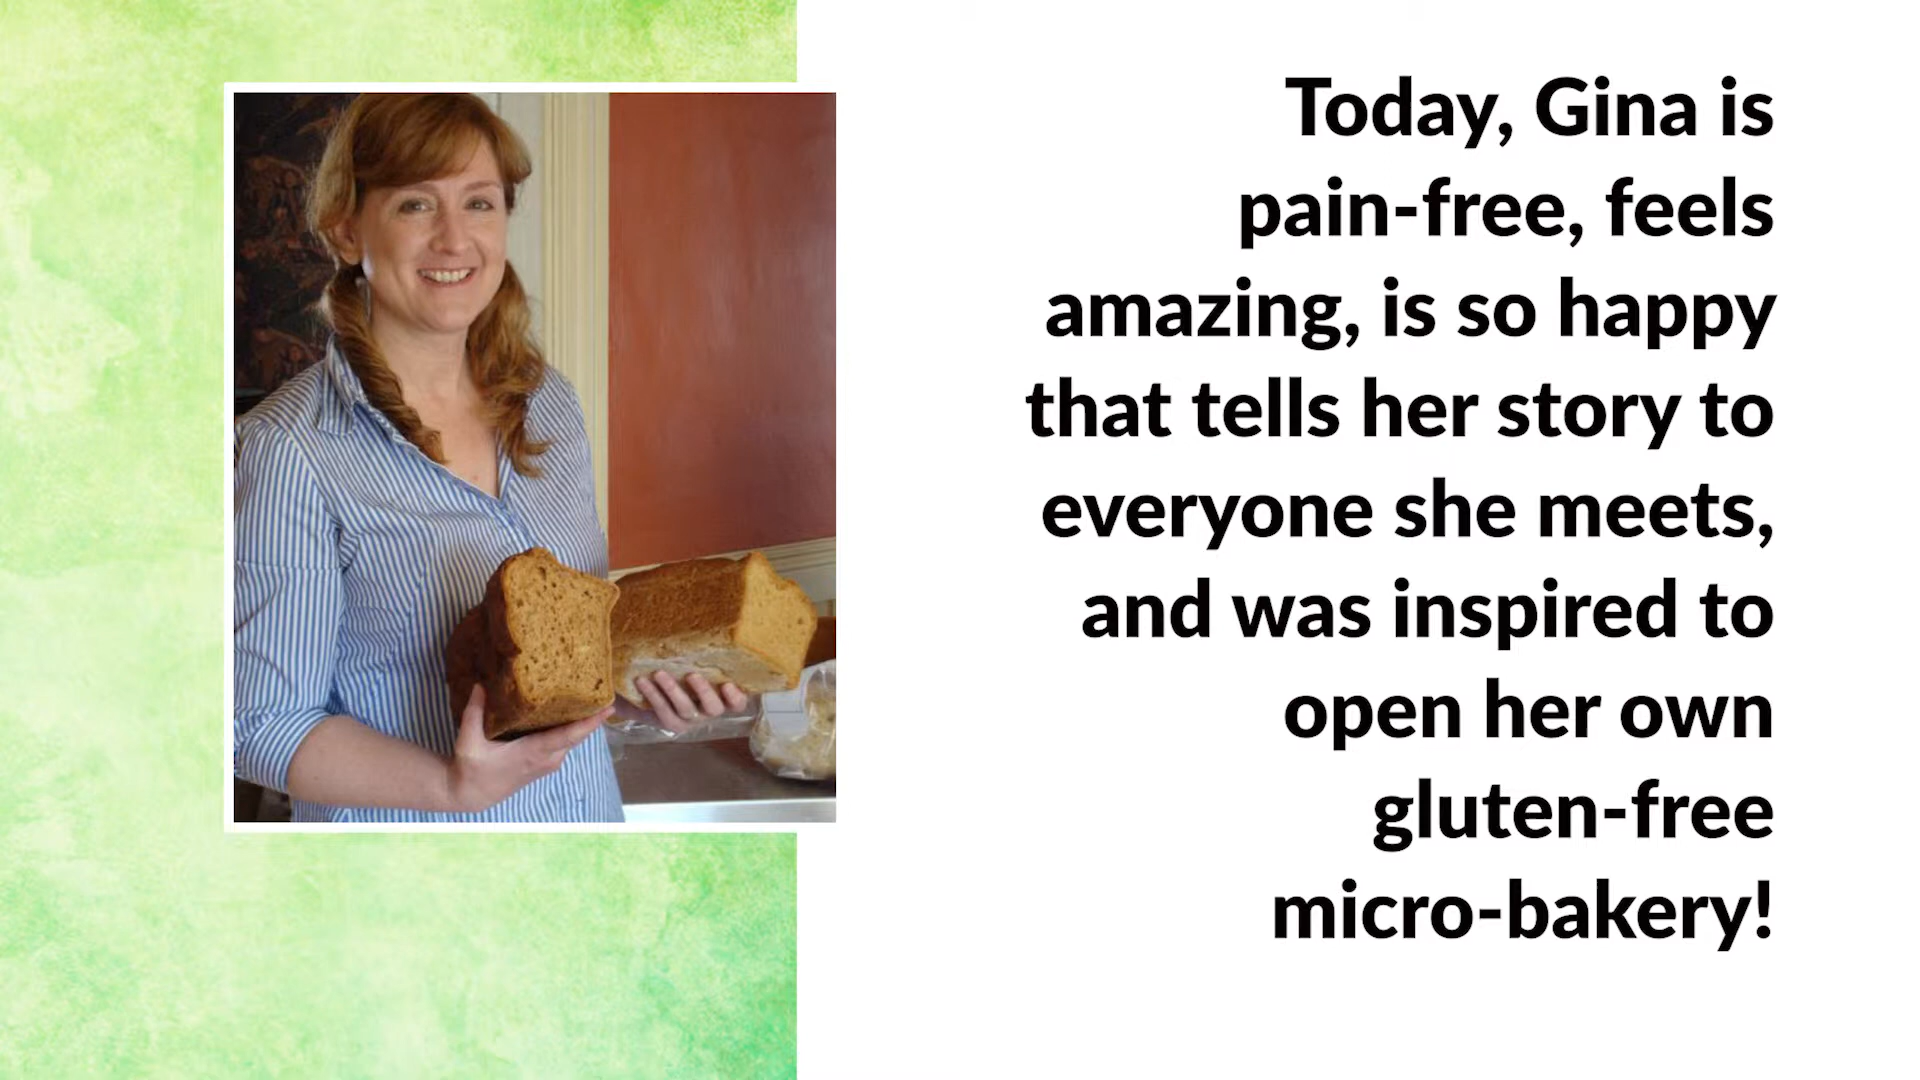 Today, Gina is
pain-free, feels
amazing, is so happy
that tells her story to
everyone she meets,
and was inspired to
open her own
gluten-free
micro-bakery!